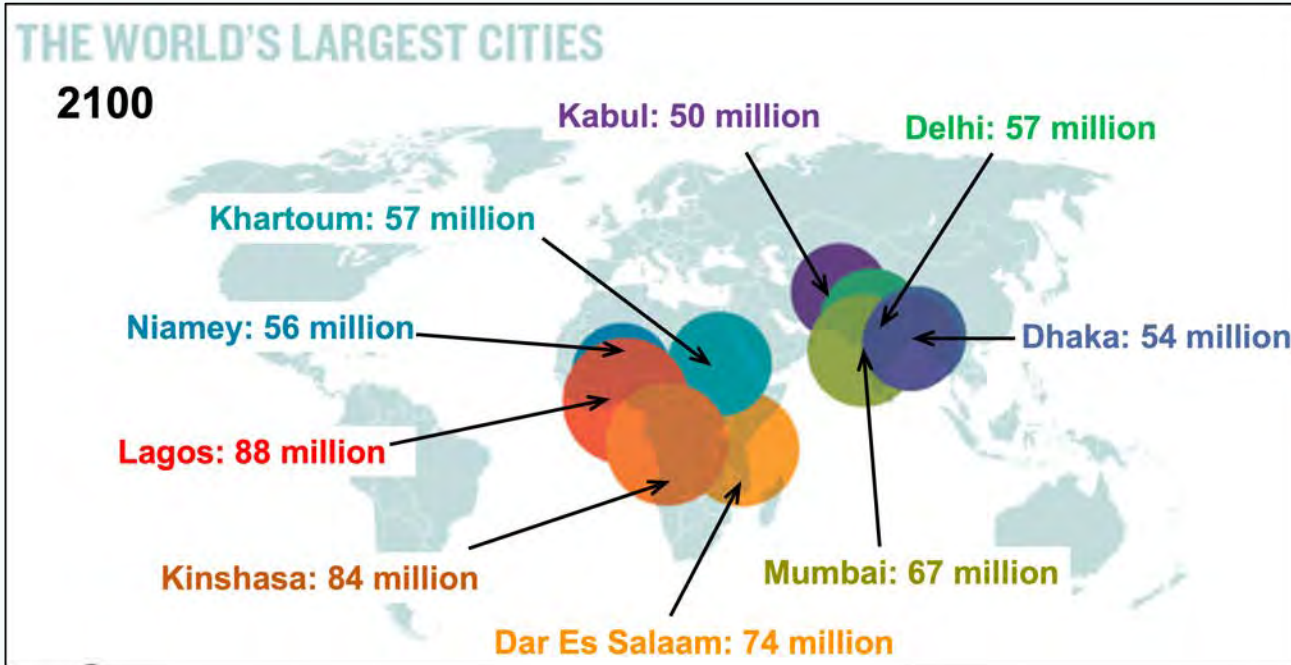 THE WORLD'S LARGEST CITIES
2100
Kabul: 50 million
Delhi: 57 million
Khartoum: 57 million
Niamey: 56 million
Dhaka: 54 million
Lagos: 88 million
Kinshasa: 84 million
Mumbai: 67 million
Dar Es Salaam: 74 million